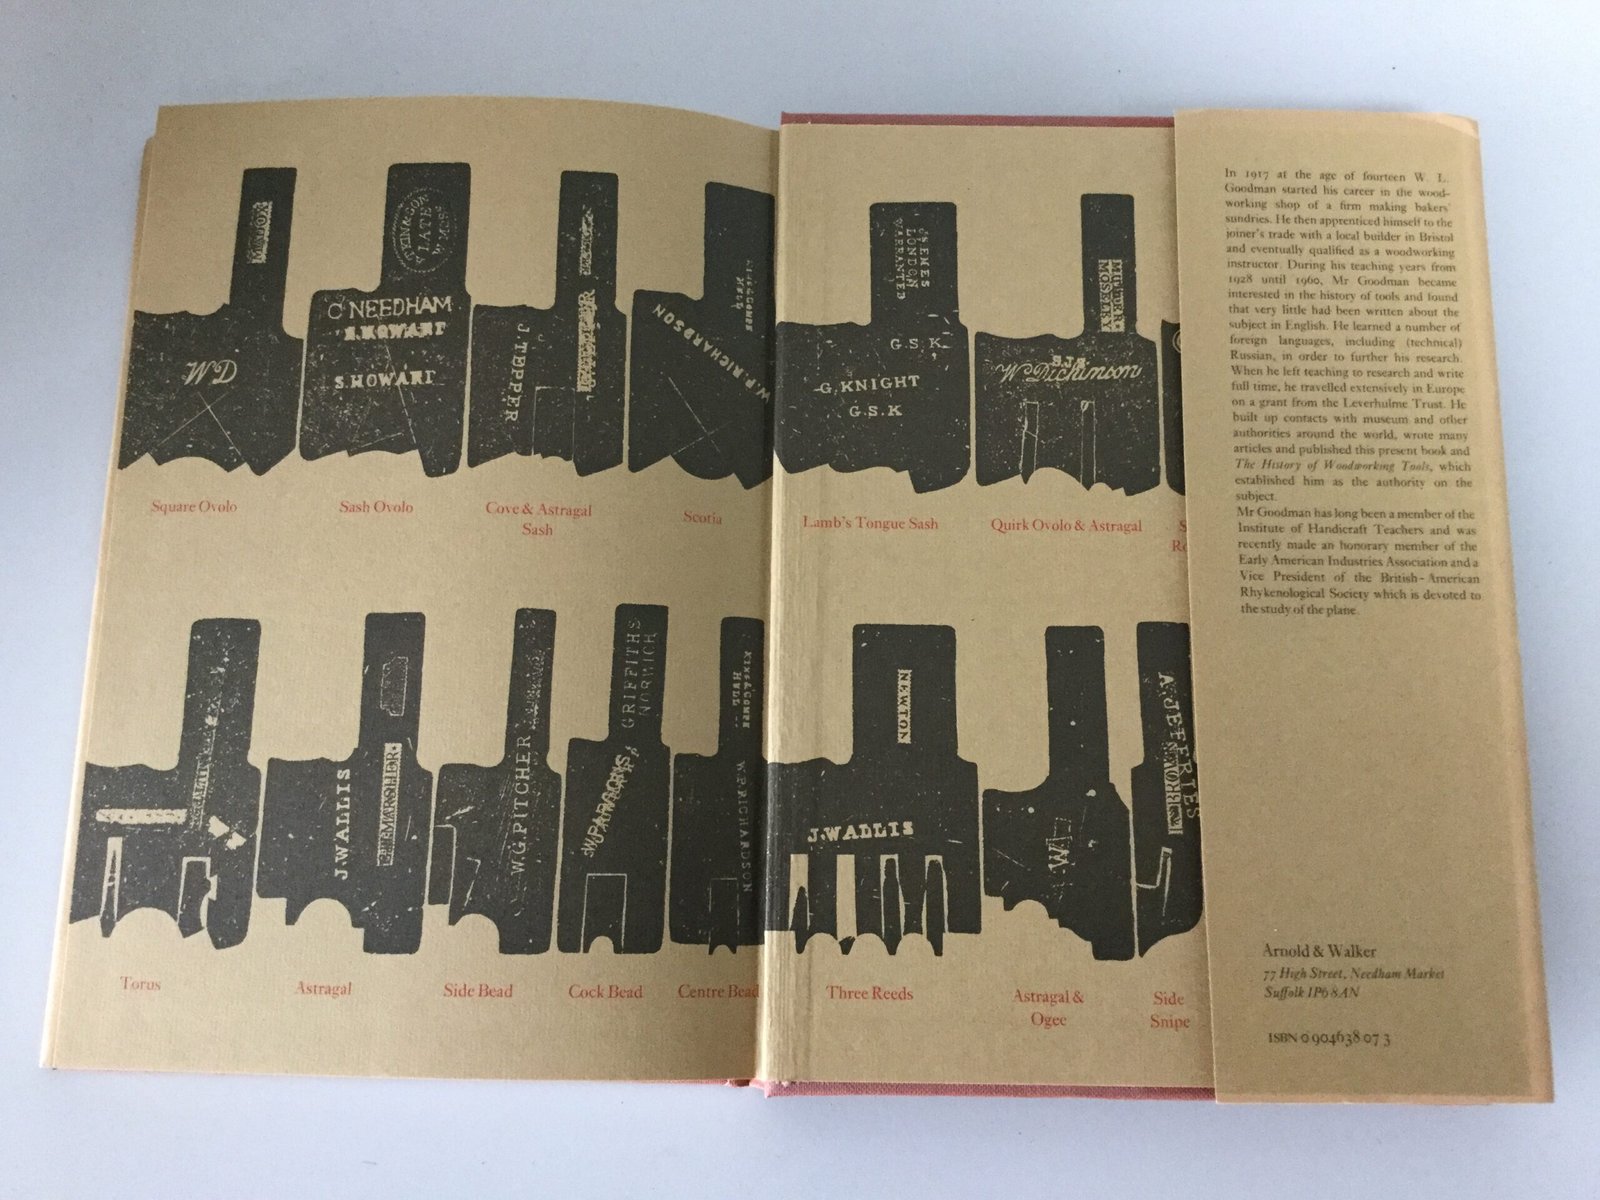 C NEEDHAM
S. HOWART
S. HOWART
J. TEPPER
W. P. RICHARDSON
Square Ovolo
Sash Ovolo
Cove & Astragal
Sash
Scotia
GRIFFITHS
NORWICH
J. WALLIS
W. G. PITCHER
W. PARSONS
W. P. RICHARDSON
KING & COMPE
HULL
Torus
Astragal
Side Bead
Cock Bead
Centre Bead
LONDON
WARRANTED
G. S. K
G. KNIGHT
G. S. K
Wm Dickinson
Lamb's Tongue Sash
Quirk Ovolo & Astragal
NEWTON
J. WALLIS
A. JEFFERIES
Three Reeds
Astragal &
Ogee
Side
Snipe
In 1917 at the age of fourteen W. L.
Goodman started his career in the wood-
working shop of a firm making bakers'
sundries. He then apprenticed himself to the
joiner's trade with a local builder in Bristol
and eventually qualified as a woodworking
instructor. During his teaching years from
1928 until 1960, Mr Goodman became
interested in the history of tools and found
that very little had been written about the
subject in English. He learned a number of
foreign languages, including (technical)
Russian, in order to further his research.
When he left teaching to research and write
full time, he travelled extensively in Europe
on a grant from the Leverhulme Trust. He
built up contacts with museum and other
authorities around the world, wrote many
articles and published this present book and
The History of Woodworking Tools, which
established him as the authority on the
subject.
Mr Goodman has long been a member of the
Institute of Handicraft Teachers and was
recently made an honorary member of the
Early American Industries Association and a
Vice President of the British-American
Rhykenological Society which is devoted to
the study of the plane.
Arnold & Walker
77 High Street, Needham Market
Suffolk IP6 8AN
ISBN 0 904638 07 3